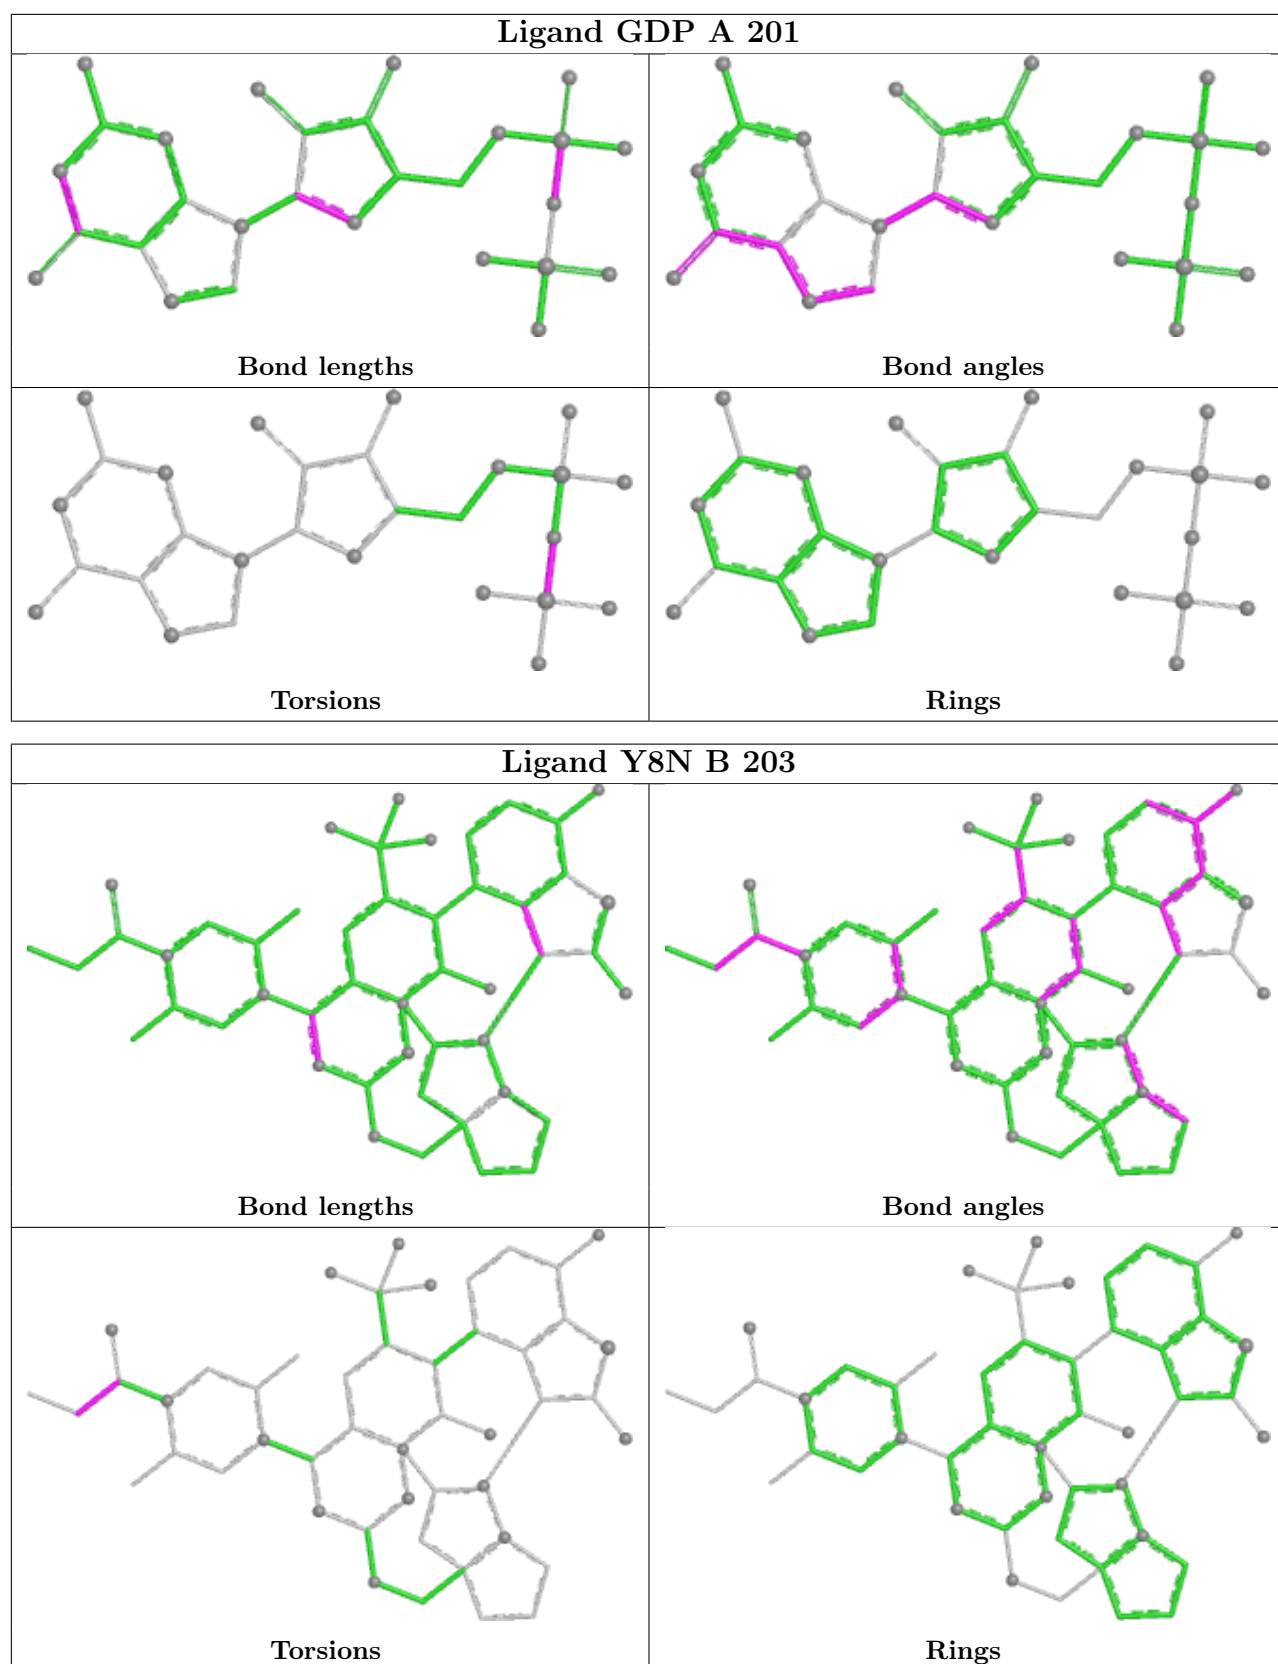 Ligand GDP A 201
Bond lengths
Bond angles
Torsions
Rings
Ligand Y8N B 203
Bond lengths
Bond angles
Torsions
Rings